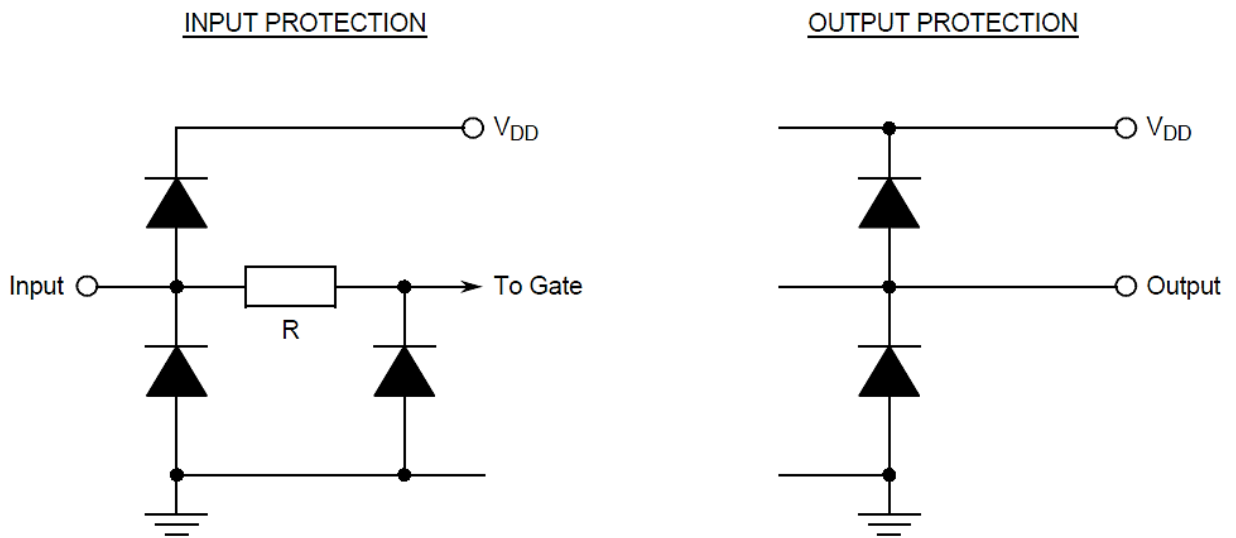 INPUT PROTECTION
OUTPUT PROTECTION
VDD
VDD
Input
To Gate
Output
R